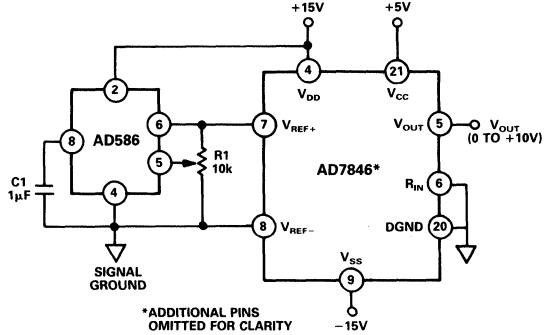 +15V
+5V
2
4
21
V_DD
V_CC
8
AD586
6
7
V_REF+
V_OUT
5
V_OUT
(0 TO +10V)
5
R1
10k
AD7846*
C1
1µF
R_IN
6
4
8
V_REF−
DGND
20
SIGNAL
GROUND
V_SS
9
−15V
*ADDITIONAL PINS
OMITTED FOR CLARITY